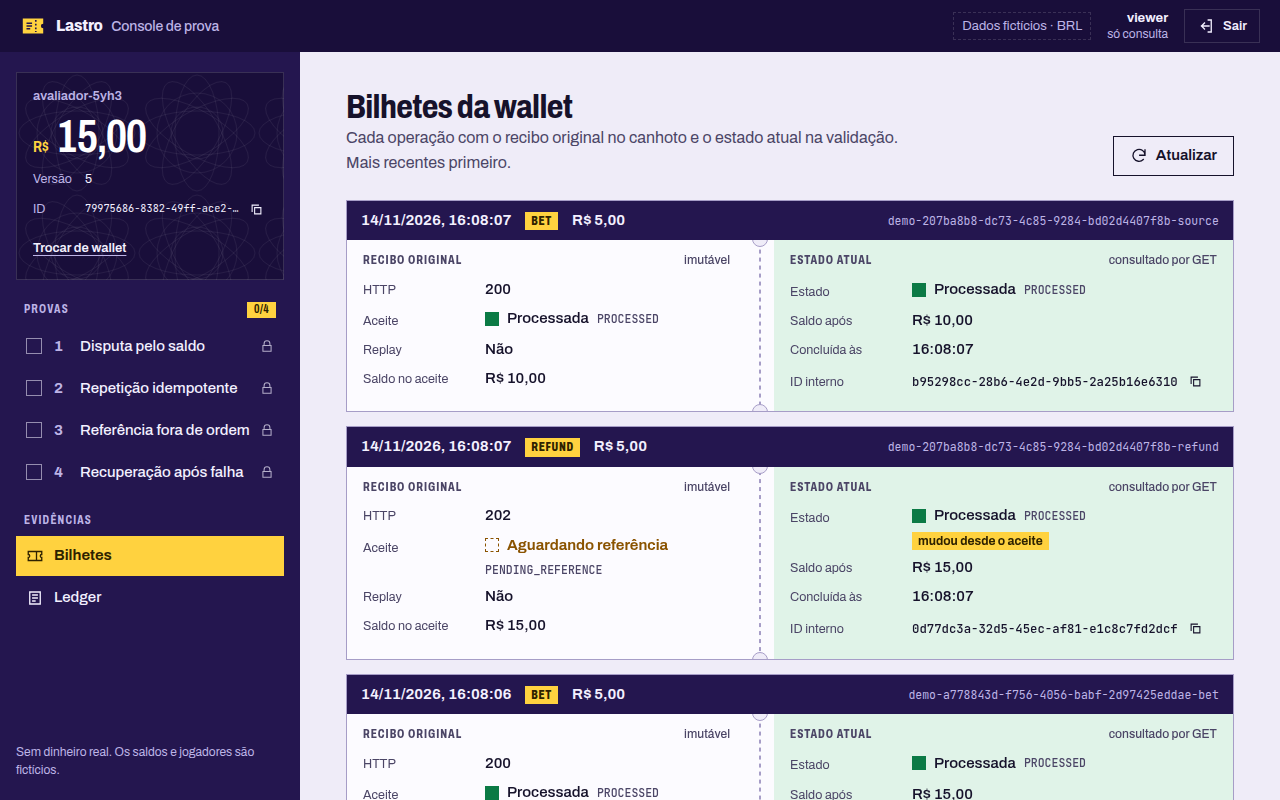 Lastro Console de prova
Dados fictícios · BRL
viewer
só consulta
Sair
avaliador-5yh3
R$ 15,00
Versão 5
ID 79975686-8382-49ff-ace2-…
Trocar de wallet
PROVAS 0/4
1 Disputa pelo saldo
2 Repetição idempotente
3 Referência fora de ordem
4 Recuperação após falha
EVIDÊNCIAS
Bilhetes
Ledger
Sem dinheiro real. Os saldos e jogadores são
fictícios.
Bilhetes da wallet
Cada operação com o recibo original no canhoto e o estado atual na validação.
Mais recentes primeiro.
Atualizar
14/11/2026, 16:08:07 BET R$ 5,00 demo-207ba8b8-dc73-4c85-9284-bd02d4407f8b-source
RECIBO ORIGINAL imutável
HTTP 200
Aceite Processada PROCESSED
Replay Não
Saldo no aceite R$ 10,00
ESTADO ATUAL consultado por GET
Estado Processada PROCESSED
Saldo após R$ 10,00
Concluída às 16:08:07
ID interno b95298cc-28b6-4e2d-9bb5-2a25b16e6310
14/11/2026, 16:08:07 REFUND R$ 5,00 demo-207ba8b8-dc73-4c85-9284-bd02d4407f8b-refund
RECIBO ORIGINAL imutável
HTTP 202
Aceite Aguardando referência
PENDING_REFERENCE
Replay Não
Saldo no aceite R$ 15,00
ESTADO ATUAL consultado por GET
Estado Processada PROCESSED
mudou desde o aceite
Saldo após R$ 15,00
Concluída às 16:08:07
ID interno 0d77dc3a-32d5-45ec-af81-e1c8c7fd2dcf
14/11/2026, 16:08:06 BET R$ 5,00 demo-a778843d-f756-4056-babf-2d97425eddae-bet
RECIBO ORIGINAL imutável
HTTP 200
Aceite Processada PROCESSED
ESTADO ATUAL consultado por GET
Estado Processada PROCESSED
Saldo após R$ 15,00